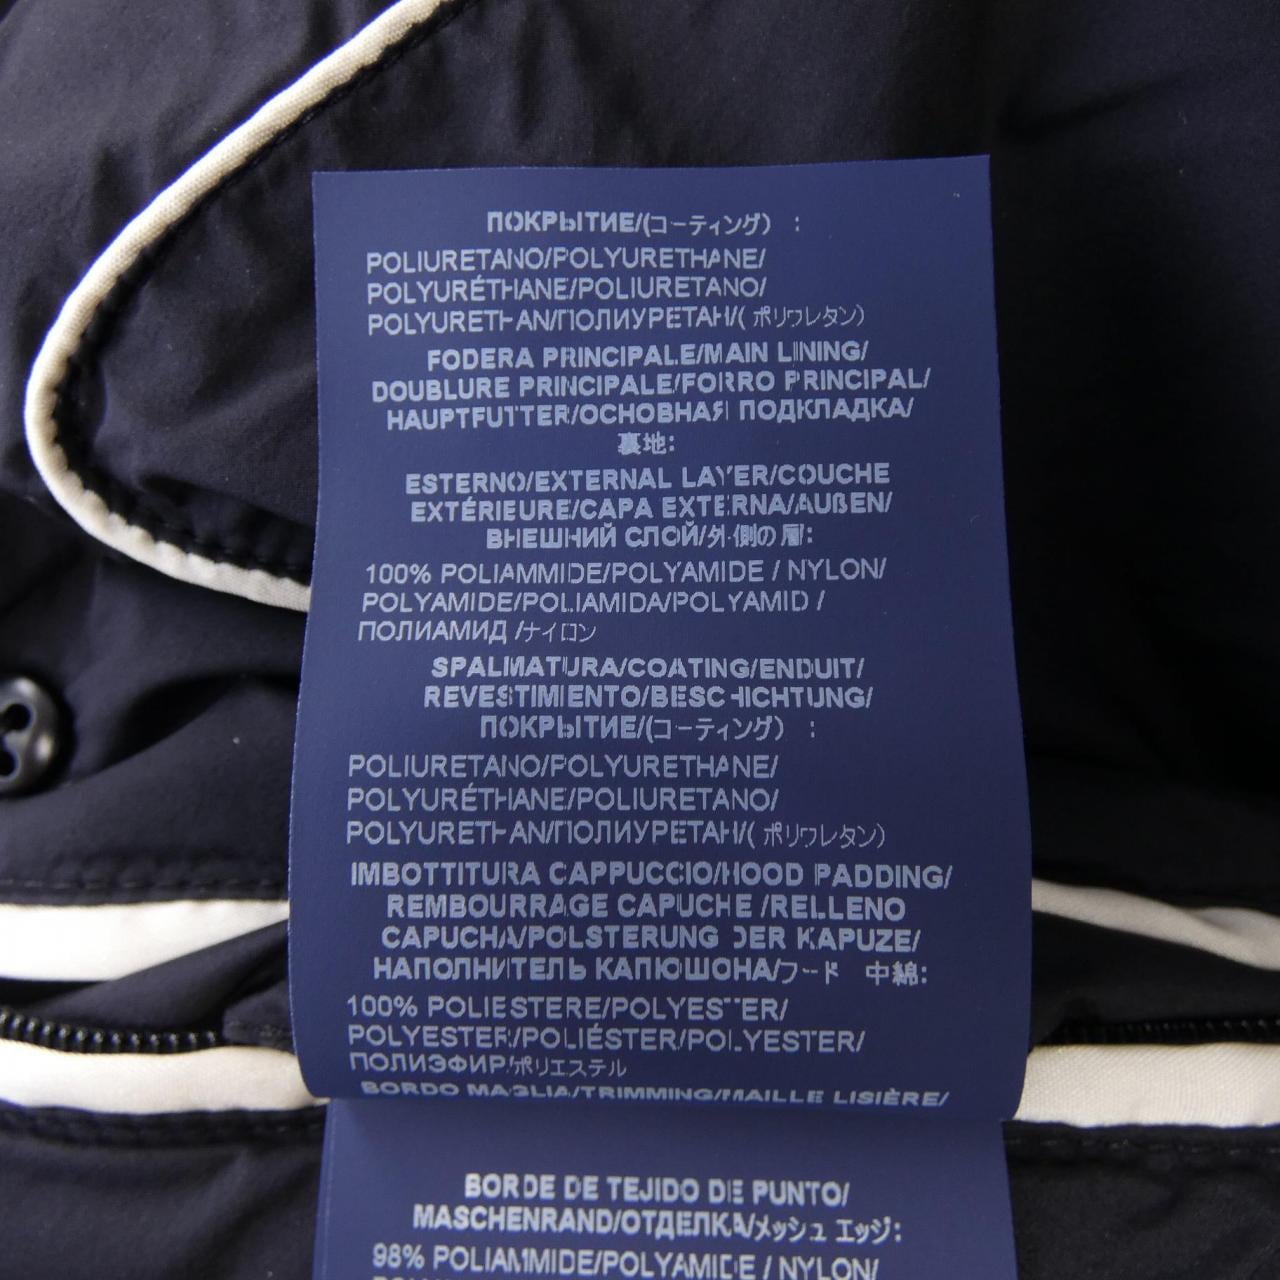 ПОКРЫТИЕ/(コーティング) :
POLIURETANO/POLYURETHANE/
POLYURÉTHANE/POLIURETANO/
POLYURETHAN/ПОЛИУРЕТАН/( ポリウレタン)
FODERA PRINCIPALE/MAIN LINING/
DOUBLURE PRINCIPALE/FORRO PRINCIPAL/
HAUPTFUTTER/ОСНОВНАЯ ПОДКЛАДКА/
裏地:
ESTERNO/EXTERNAL LAYER/COUCHE
EXTÉRIEURE/CAPA EXTERNA/AUßEN/
ВНЕШНИЙ СЛОЙ/外側の層:
100% POLIAMMIDE/POLYAMIDE / NYLON/
POLYAMIDE/POLIAMIDA/POLYAMID /
ПОЛИАМИД /ナイロン
SPALMATURA/COATING/ENDUIT/
REVESTIMIENTO/BESCHICHTUNG/
ПОКРЫТИЕ/(コーティング) :
POLIURETANO/POLYURETHANE/
POLYURÉTHANE/POLIURETANO/
POLYURETHAN/ПОЛИУРЕТАН/( ポリウレタン)
IMBOTTITURA CAPPUCCIO/HOOD PADDING/
REMBOURRAGE CAPUCHE /RELLENO
CAPUCHA/POLSTERUNG DER KAPUZE/
НАПОЛНИТЕЛЬ КАПЮШОНА/フード 中綿:
100% POLIESTERE/POLYESTER/
POLYESTER/POLIÉSTER/POLYESTER/
ПОЛИЭФИР/ポリエステル
BORDO MAGLIA/TRIMMING/MAILLE LISIÈRE/
BORDE DE TEJIDO DE PUNTO/
MASCHENRAND/ОТДЕЛКА/メッシュ エッジ:
98% POLIAMMIDE/POLYAMIDE / NYLON/